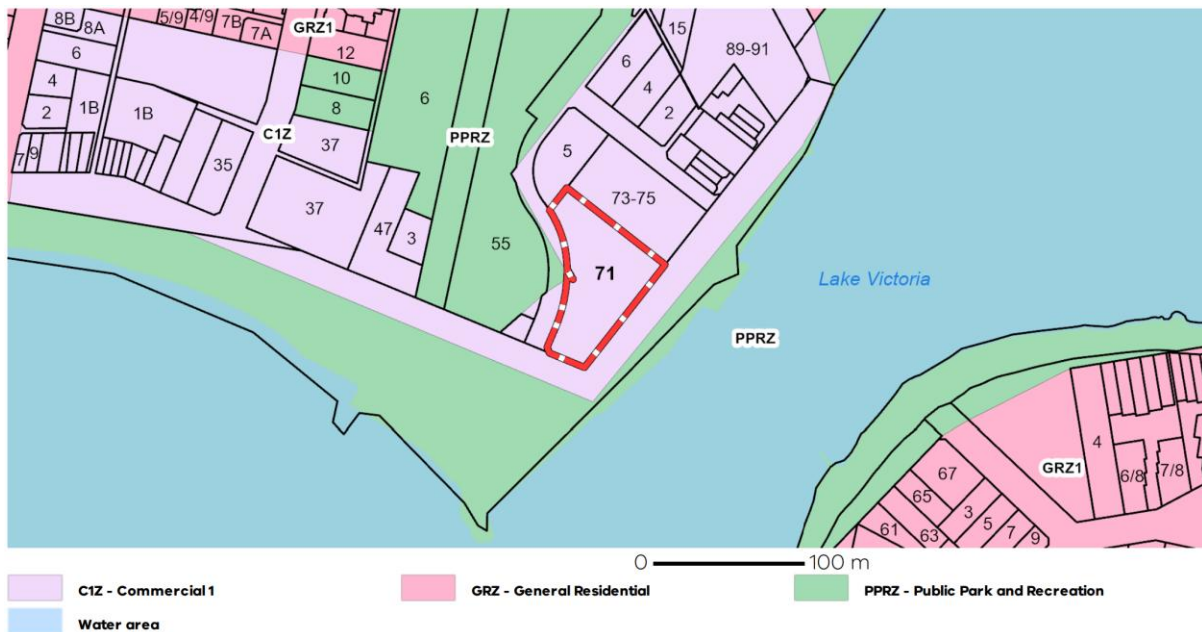 8B
8A
5/9
4/9
7B
7A
GRZ1
12
6
10
8
4
2
1B
1B
C1Z
37
7
9
35
6
PPRZ
37
47
3
55
15
89-91
6
4
2
5
73-75
71
Lake Victoria
PPRZ
GRZ1
4
6/8
7/8
67
65
3
5
61
63
7
9
0 100 m
C1Z - Commercial 1
GRZ - General Residential
PPRZ - Public Park and Recreation
Water area